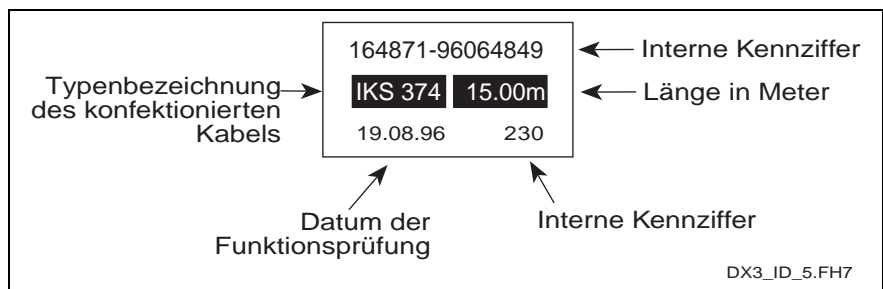 164871-96064849
Interne Kennziffer
Typenbezeichnung
des konfektionierten
Kabels
IKS 374 15.00m
Länge in Meter
19.08.96 230
Datum der
Funktionsprüfung
Interne Kennziffer
DX3_ID_5.FH7